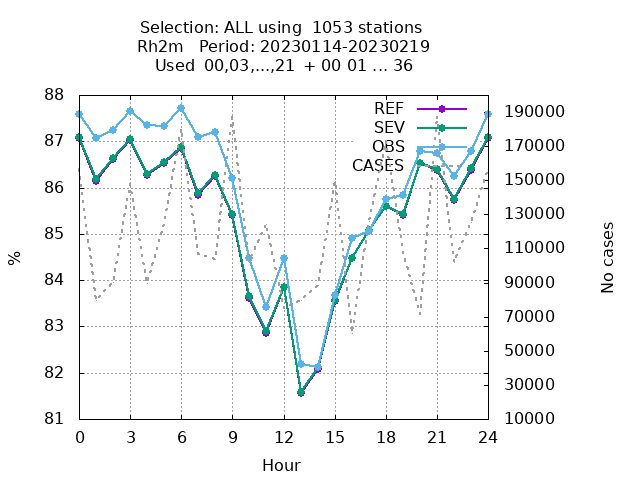 Selection: ALL using  1053 stations
Rh2m   Period: 20230114-20230219
Used  00,03,...,21  + 00 01 ... 36
REF
SEV
OBS
CASES
88
87
86
85
84
83
82
81
190000
170000
150000
130000
110000
90000
70000
50000
30000
10000
0 3 6 9 12 15 18 21 24
%
No cases
Hour